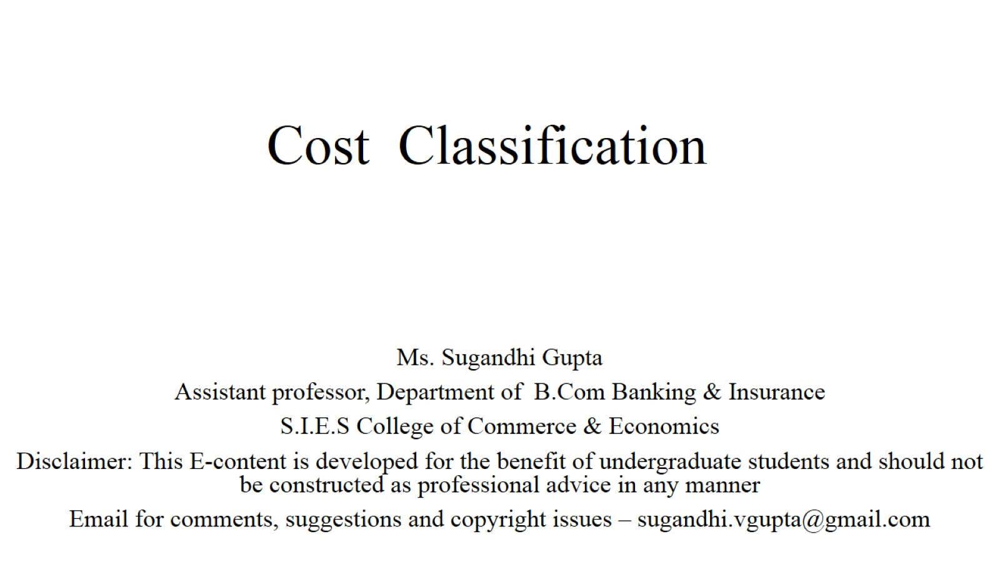 Cost Classification
Ms. Sugandhi Gupta
Assistant professor, Department of B.Com Banking & Insurance
S.I.E.S College of Commerce & Economics
Disclaimer: This E-content is developed for the benefit of undergraduate students and should not
be constructed as professional advice in any manner
Email for comments, suggestions and copyright issues – sugandhi.vgupta@gmail.com